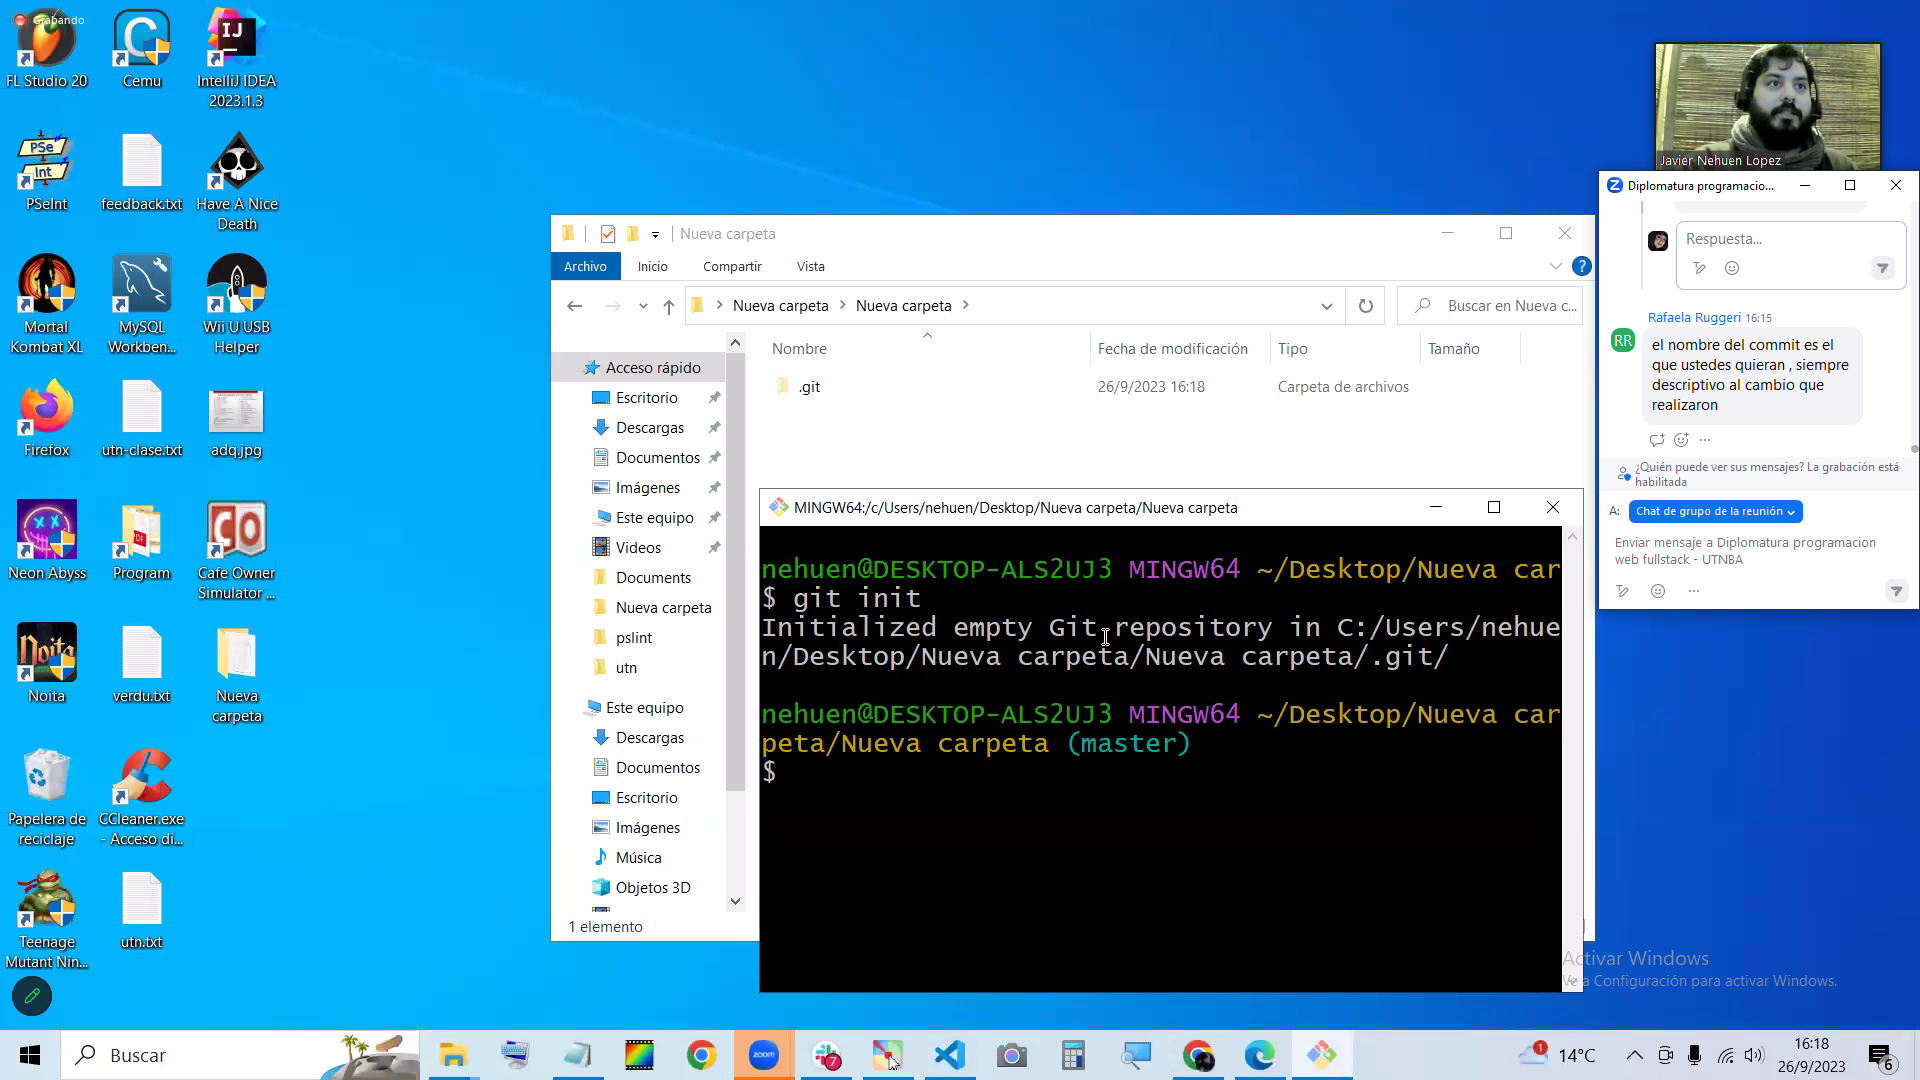 Grabando
FL Studio 20
Cemu
IntelliJ IDEA
2023.1.3
PSeInt
feedback.txt
Have A Nice
Death
Mortal
Kombat XL
MySQL
Workben...
Wii U USB
Helper
Firefox
utn-clase.txt
adq.jpg
Neon Abyss
Program
Cafe Owner
Simulator ...
Noita
verdu.txt
Nueva
carpeta
Papelera de
reciclaje
CCleaner.exe
- Acceso di...
Teenage
Mutant Nin...
utn.txt
Nueva carpeta
Archivo
Inicio
Compartir
Vista
Nueva carpeta
Nueva carpeta
Buscar en Nueva c...
Nombre
Fecha de modificación
Tipo
Tamaño
.git
26/9/2023 16:18
Carpeta de archivos
Acceso rápido
Escritorio
Descargas
Documentos
Imágenes
Este equipo
Videos
Documents
Nueva carpeta
pslint
utn
Este equipo
Descargas
Documentos
Escritorio
Imágenes
Música
Objetos 3D
1 elemento
MINGW64:/c/Users/nehuen/Desktop/Nueva carpeta/Nueva carpeta
nehuen@DESKTOP-ALS2UJ3 MINGW64 ~/Desktop/Nueva car
$ git init
Initialized empty Git repository in C:/Users/nehue
n/Desktop/Nueva carpeta/Nueva carpeta/.git/
nehuen@DESKTOP-ALS2UJ3 MINGW64 ~/Desktop/Nueva car
peta/Nueva carpeta (master)
$
Javier Nehuen Lopez
Diplomatura programacio...
Respuesta...
Rafaela Ruggeri 16:15
RR
el nombre del commit es el
que ustedes quieran , siempre
descriptivo al cambio que
realizaron
¿Quién puede ver sus mensajes? La grabación está
habilitada
A:
Chat de grupo de la reunión
Enviar mensaje a Diplomatura programacion
web fullstack - UTNBA
Activar Windows
Ve a Configuración para activar Windows.
Buscar
zoom
7
1
14°C
16:18
26/9/2023
6